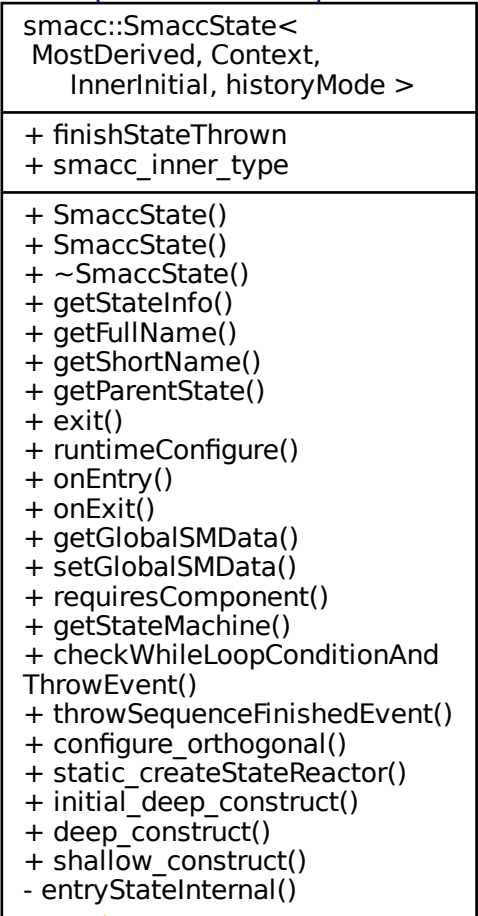 smacc::SmaccState<
MostDerived, Context,
InnerInitial, historyMode >
+ finishStateThrown
+ smacc_inner_type
+ SmaccState()
+ SmaccState()
+ ~SmaccState()
+ getStateInfo()
+ getFullName()
+ getShortName()
+ getParentState()
+ exit()
+ runtimeConfigure()
+ onEntry()
+ onExit()
+ getGlobalSMData()
+ setGlobalSMData()
+ requiresComponent()
+ getStateMachine()
+ checkWhileLoopConditionAnd
ThrowEvent()
+ throwSequenceFinishedEvent()
+ configure_orthogonal()
+ static_createStateReactor()
+ initial_deep_construct()
+ deep_construct()
+ shallow_construct()
- entryStateInternal()